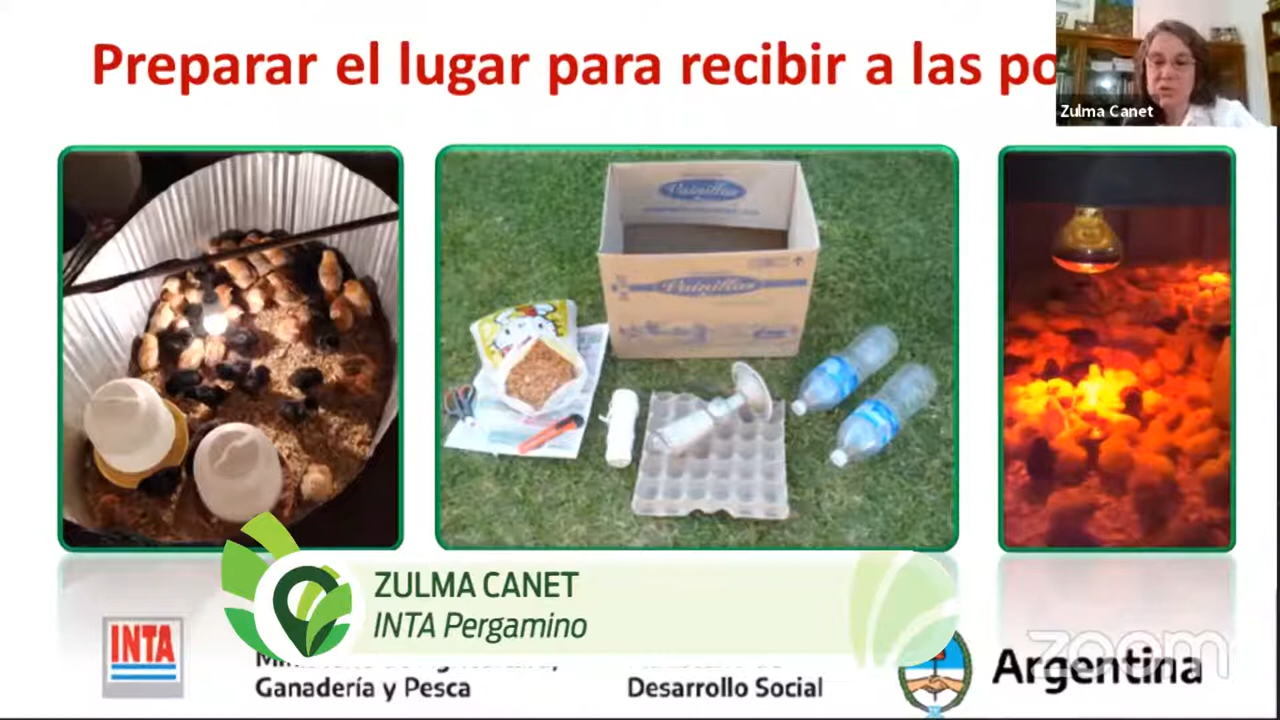 Preparar el lugar para recibir a las po
Zulma Canet
Vainillas
Vainillas
ZULMA CANET
INTA Pergamino
INTA
Ganadería y Pesca
Desarrollo Social
Argentina
zoom